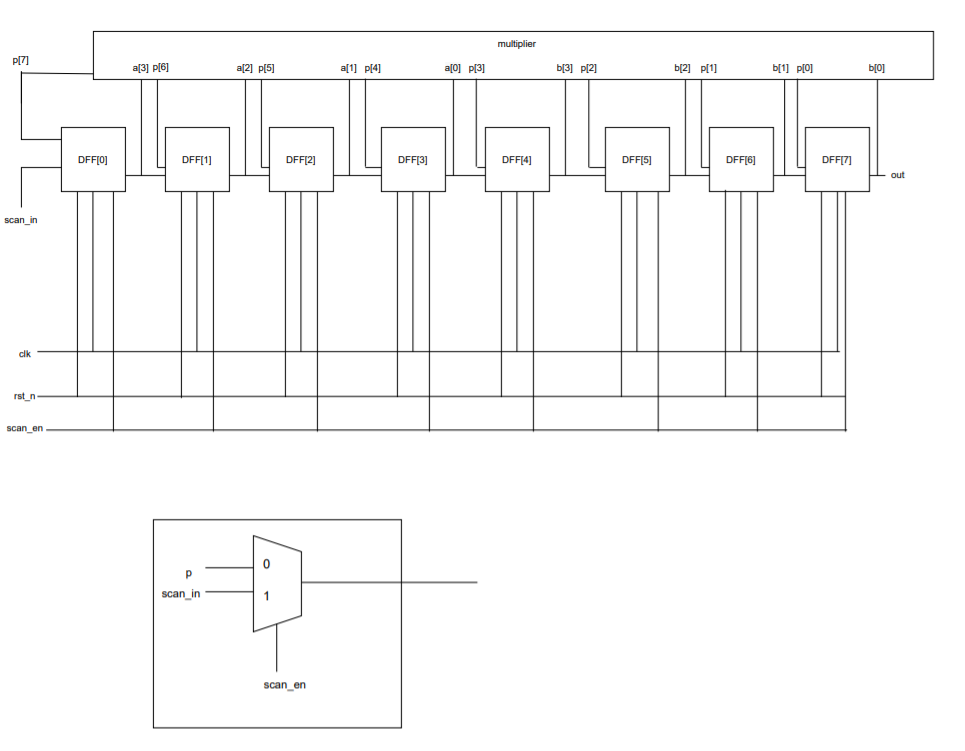 multiplier
p[7]
a[3] p[6] a[2] p[5] a[1] p[4] a[0] p[3] b[3] p[2] b[2] p[1] b[1] p[0] b[0]
DFF[0] DFF[1] DFF[2] DFF[3] DFF[4] DFF[5] DFF[6] DFF[7]
out
scan_in
clk
rst_n
scan_en
0
p
scan_in 1
scan_en